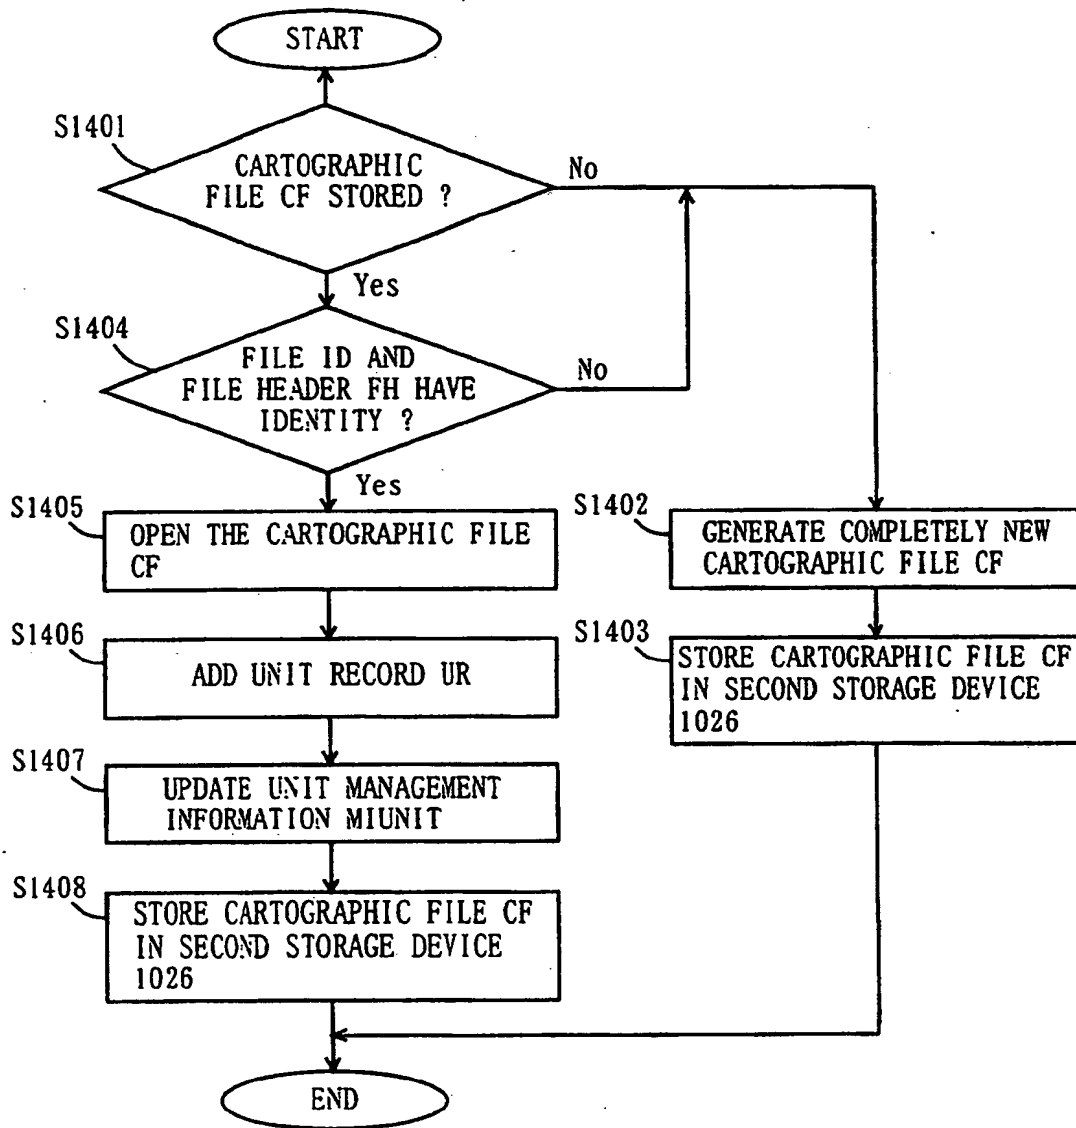 START
S1401
CARTOGRAPHIC
FILE CF STORED ?
No
Yes
S1404
FILE ID AND
FILE HEADER FH HAVE
IDENTITY ?
No
Yes
S1405
OPEN THE CARTOGRAPHIC FILE
CF
S1402
GENERATE COMPLETELY NEW
CARTOGRAPHIC FILE CF
S1406
ADD UNIT RECORD UR
S1403
STORE CARTOGRAPHIC FILE CF
IN SECOND STORAGE DEVICE
1026
S1407
UPDATE UNIT MANAGEMENT
INFORMATION MIUNIT
S1408
STORE CARTOGRAPHIC FILE CF
IN SECOND STORAGE DEVICE
1026
END